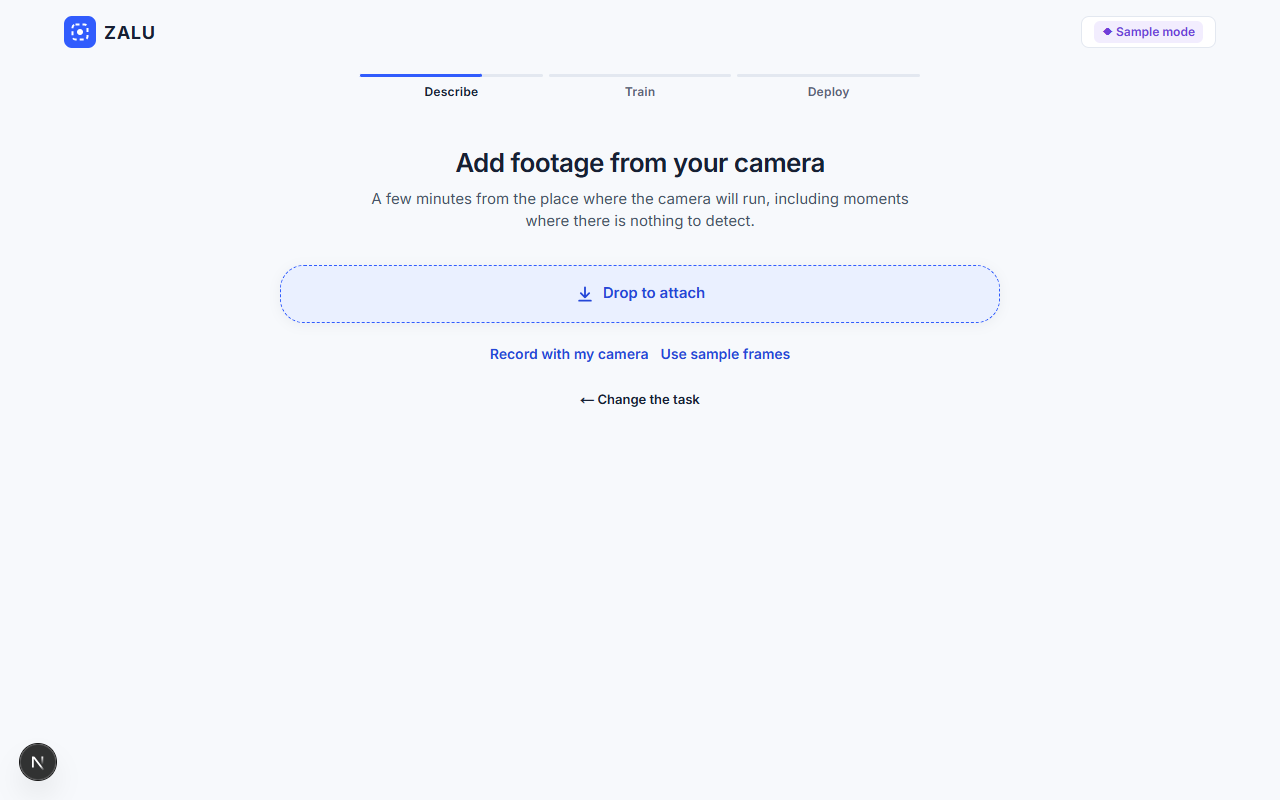 ZALU
Sample mode
Describe
Train
Deploy
Add footage from your camera
A few minutes from the place where the camera will run, including moments
where there is nothing to detect.
Drop to attach
Record with my camera
Use sample frames
← Change the task
N